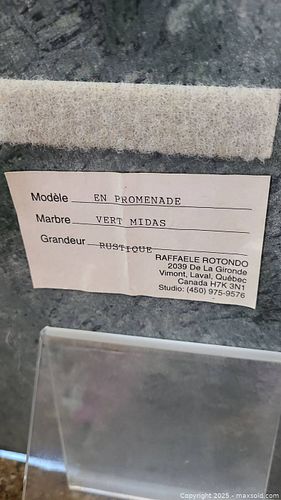 Modèle EN PROMENADE
Marbre VERT MIDAS
Grandeur RUSTIQUE
RAFFAELE ROTONDO
2039 De La Gironde
Vimont, Laval, Québec
Canada H7K 3N1
Studio: (450) 975-9576
Copyright 2025 - maxsold.com